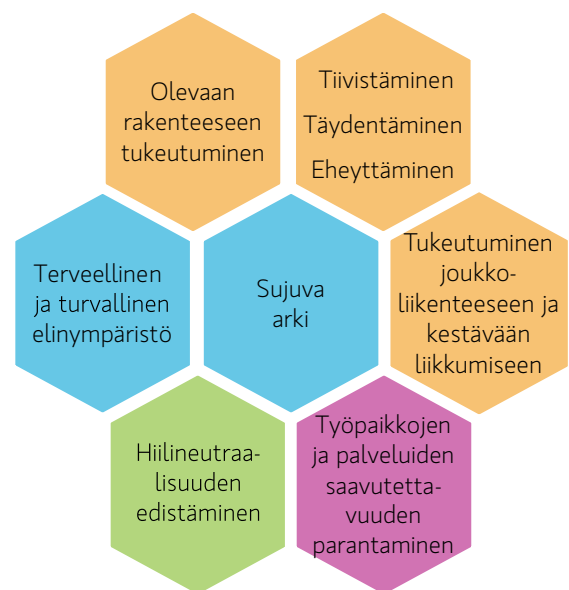 Olevaan
rakenteeseen
tukeutuminen
Tiivistäminen
Täydentäminen
Eheyttäminen
Terveellinen
ja turvallinen
elinympäristö
Sujuva
arki
Tukeutuminen
joukko-
liikenteeseen ja
kestävään
liikkumiseen
Hiilineutraa-
lisuuden
edistäminen
Työpaikkojen
ja palveluiden
saavutetta-
vuuden
parantaminen